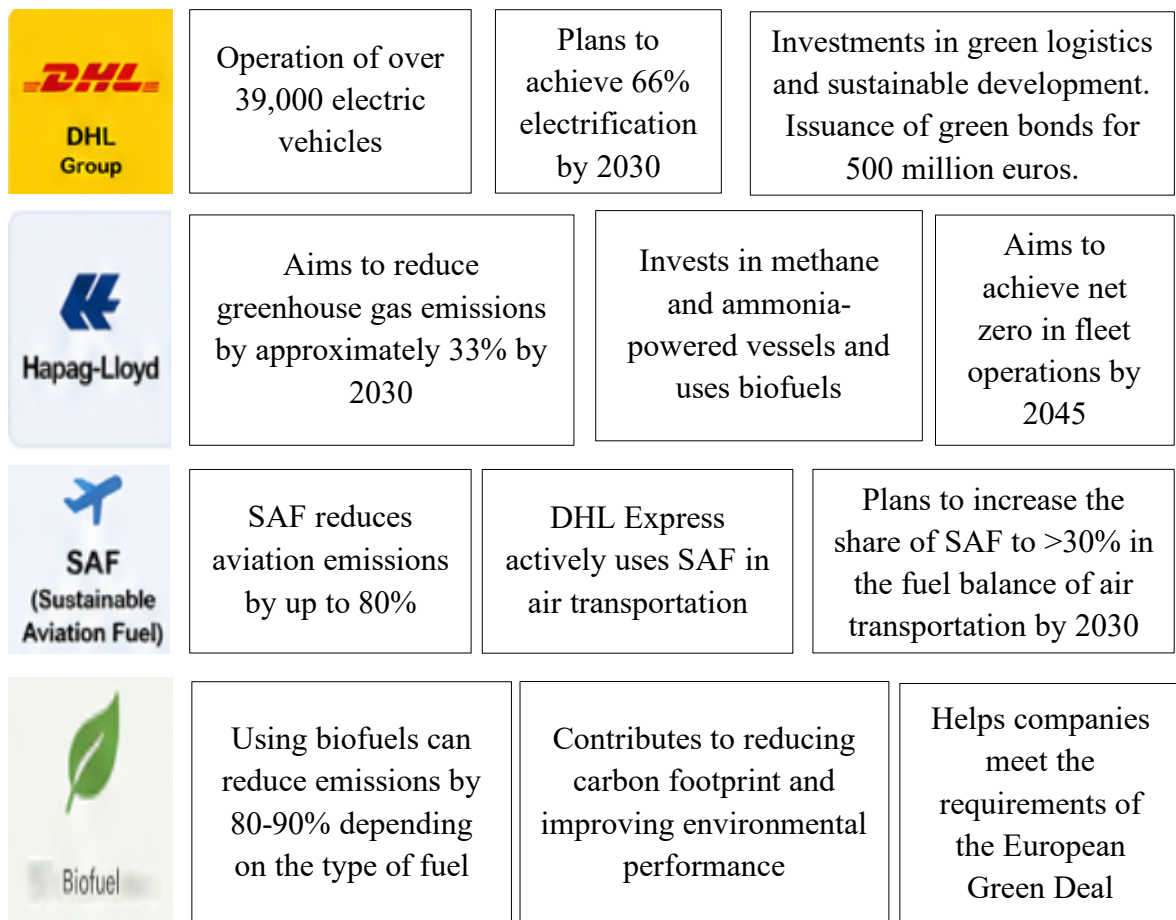 DHL
DHL
Group
Operation of over
39,000 electric
vehicles
Plans to
achieve 66%
electrification
by 2030
Investments in green logistics
and sustainable development.
Issuance of green bonds for
500 million euros.
Hapag-Lloyd
Aims to reduce
greenhouse gas emissions
by approximately 33% by
2030
Invests in methane
and ammonia-
powered vessels and
uses biofuels
Aims to
achieve net
zero in fleet
operations by
2045
SAF
(Sustainable
Aviation Fuel)
SAF reduces
aviation emissions
by up to 80%
DHL Express
actively uses SAF in
air transportation
Plans to increase the
share of SAF to >30% in
the fuel balance of air
transportation by 2030
Biofuel
Using biofuels can
reduce emissions by
80-90% depending
on the type of fuel
Contributes to reducing
carbon footprint and
improving environmental
performance
Helps companies
meet the
requirements of
the European
Green Deal